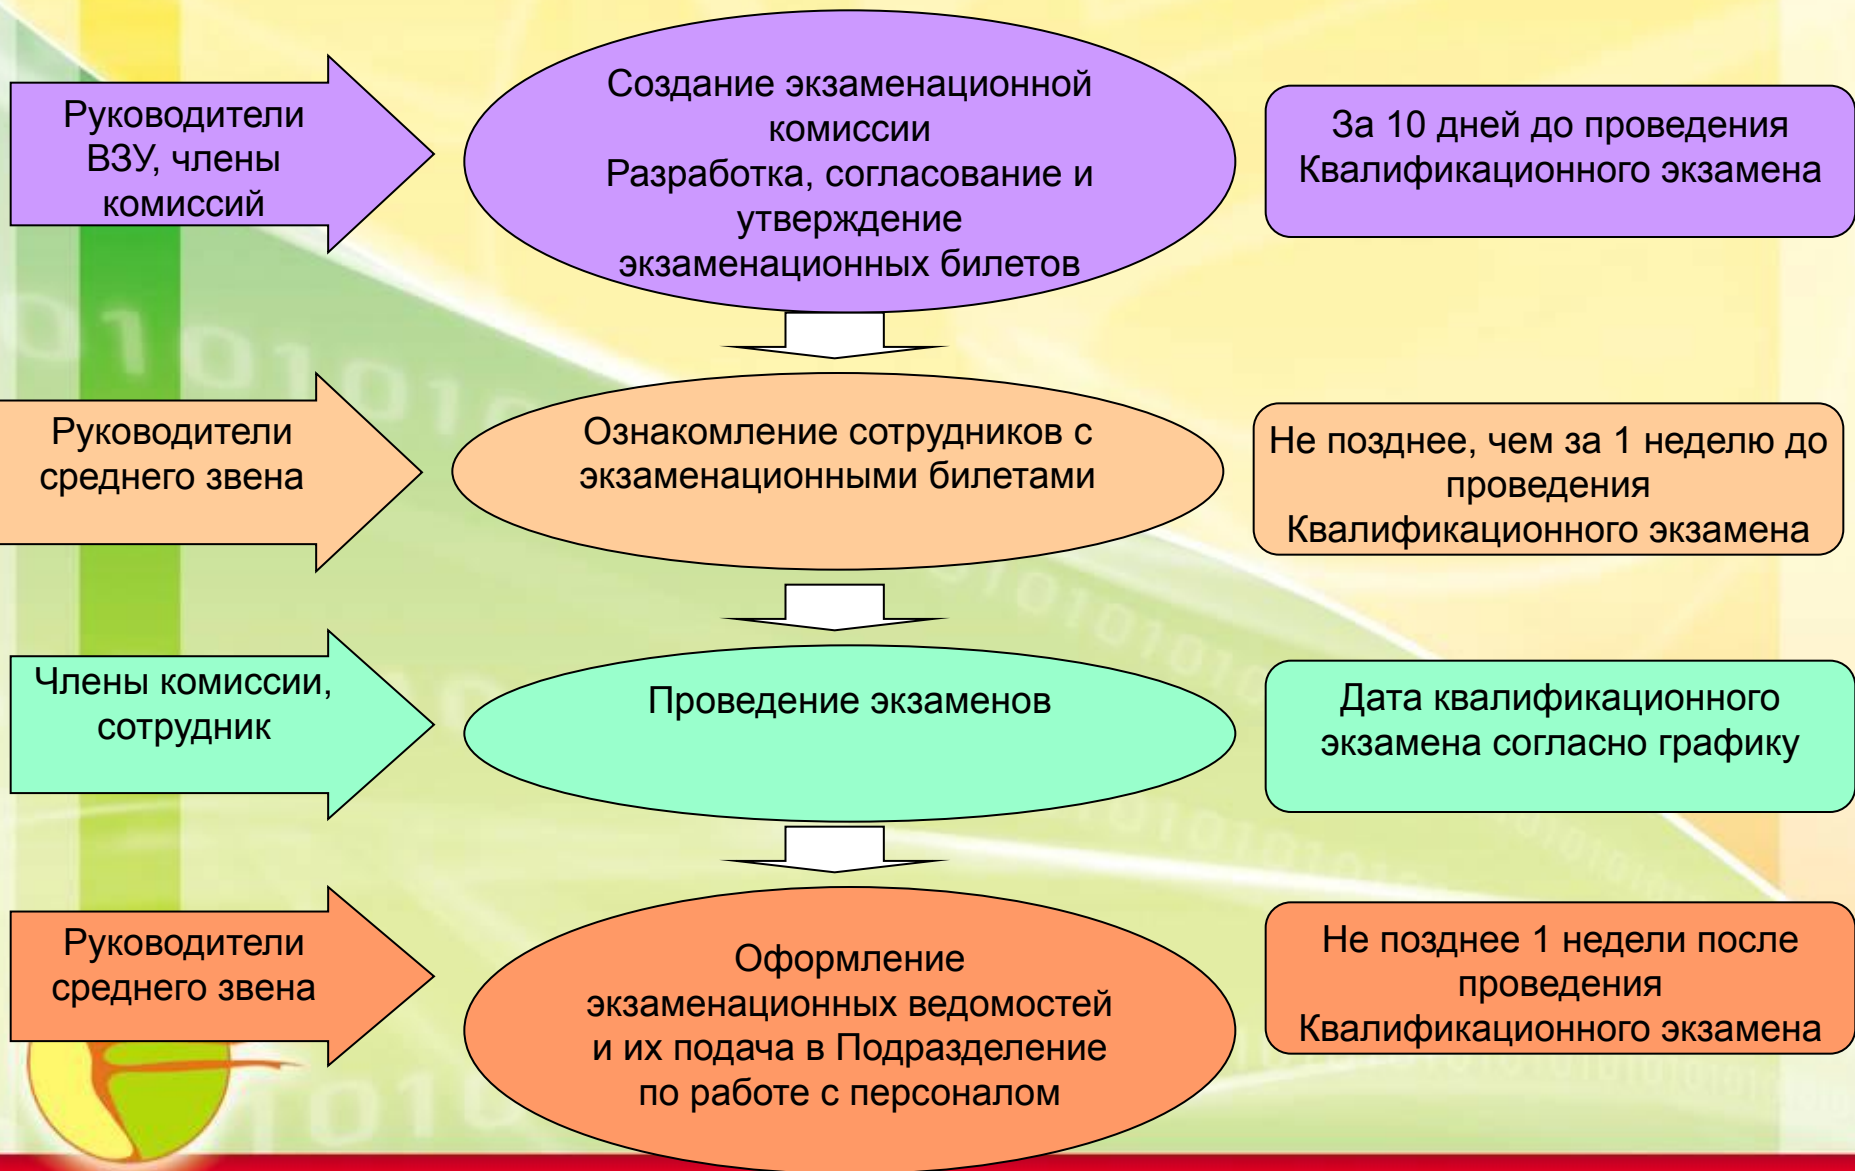 Руководители
ВЗУ, члены
комиссий
Создание экзаменационной
комиссии
Разработка, согласование и
утверждение
экзаменационных билетов
За 10 дней до проведения
Квалификационного экзамена
Руководители
среднего звена
Ознакомление сотрудников с
экзаменационными билетами
Не позднее, чем за 1 неделю до
проведения
Квалификационного экзамена
Члены комиссии,
сотрудник
Проведение экзаменов
Дата квалификационного
экзамена согласно графику
Руководители
среднего звена
Оформление
экзаменационных ведомостей
и их подача в Подразделение
по работе с персоналом
Не позднее 1 недели после
проведения
Квалификационного экзамена